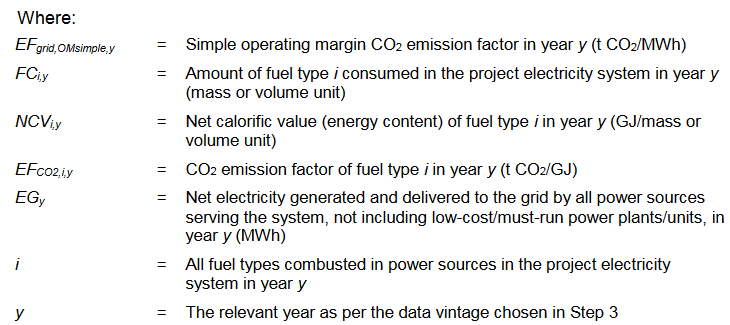 Where:
EFgrid,OMsimple,y = Simple operating margin CO2 emission factor in year y (t CO2/MWh)
FCi,y = Amount of fuel type i consumed in the project electricity system in year y
(mass or volume unit)
NCVi,y = Net calorific value (energy content) of fuel type i in year y (GJ/mass or
volume unit)
EFCO2,i,y = CO2 emission factor of fuel type i in year y (t CO2/GJ)
EGy = Net electricity generated and delivered to the grid by all power sources
serving the system, not including low-cost/must-run power plants/units, in
year y (MWh)
i = All fuel types combusted in power sources in the project electricity
system in year y
y = The relevant year as per the data vintage chosen in Step 3